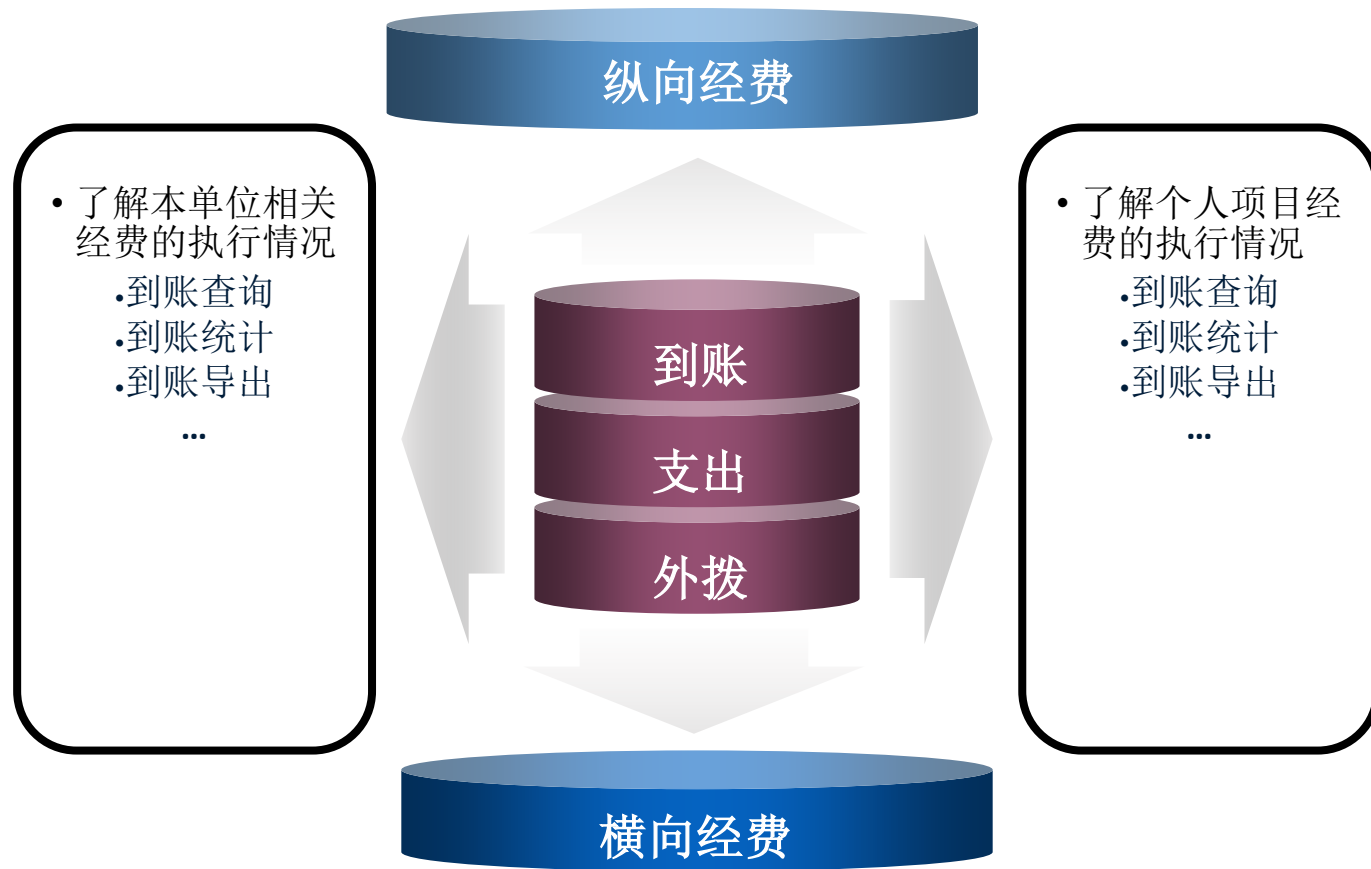 纵向经费
• 了解本单位相关
经费的执行情况
•到账查询
•到账统计
•到账导出
...
到账
支出
外拨
• 了解个人项目经
费的执行情况
•到账查询
•到账统计
•到账导出
...
横向经费